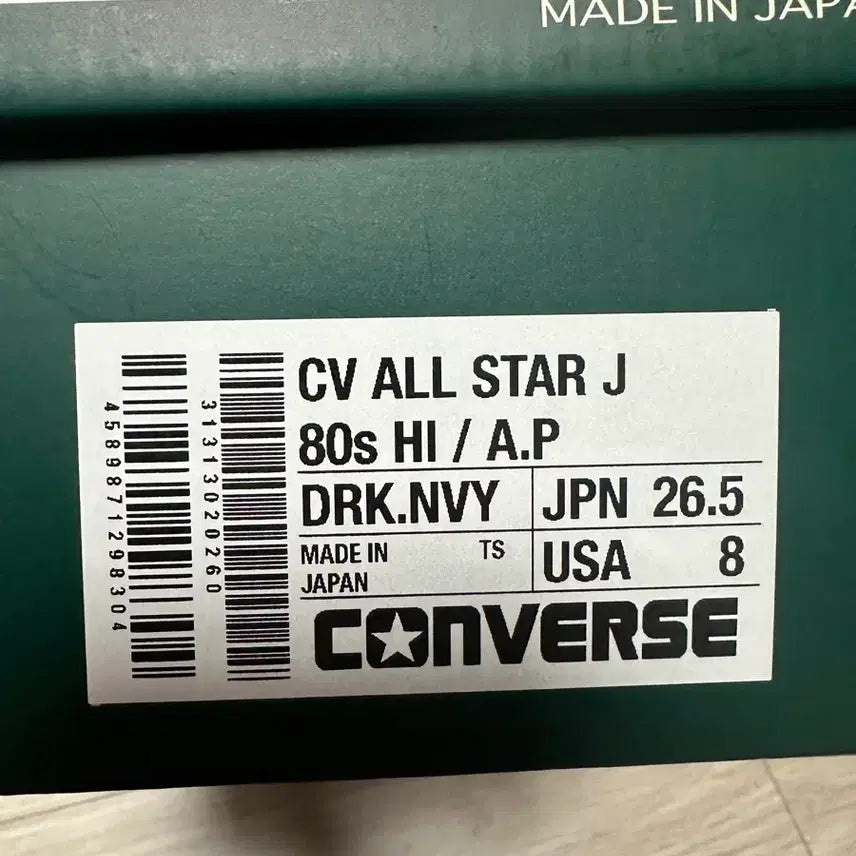 MADE IN JAPA
CV ALL STAR J
80s HI / A.P
DRK.NVY
JPN 26.5
MADE IN
JAPAN
TS
USA 8
CONVERSE
4589871298304
31313020260